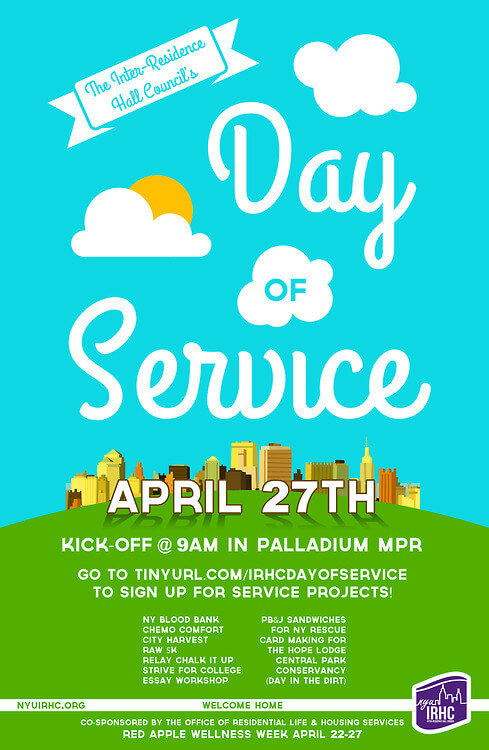 The Inter-Residence
Hall Council's
Day
OF
Service
APRIL 27TH
KICK-OFF @ 9AM IN PALLADIUM MPR
GO TO TINYURL.COM/IRHCDAYOFSERVICE
TO SIGN UP FOR SERVICE PROJECTS!
NY BLOOD BANK
CHEMO COMFORT
CITY HARVEST
RAW 5K
RELAY CHALK IT UP
STRIVE FOR COLLEGE
ESSAY WORKSHOP
PB&J SANDWICHES
FOR NY RESCUE
CARD MAKING FOR
THE HOPE LODGE
CENTRAL PARK
CONSERVANCY
(DAY IN THE DIRT)
NYUIRHC.ORG
WELCOME HOME
nyu
IRHC
CO-SPONSORED BY THE OFFICE OF RESIDENTIAL LIFE & HOUSING SERVICES
RED APPLE WELLNESS WEEK APRIL 22-27